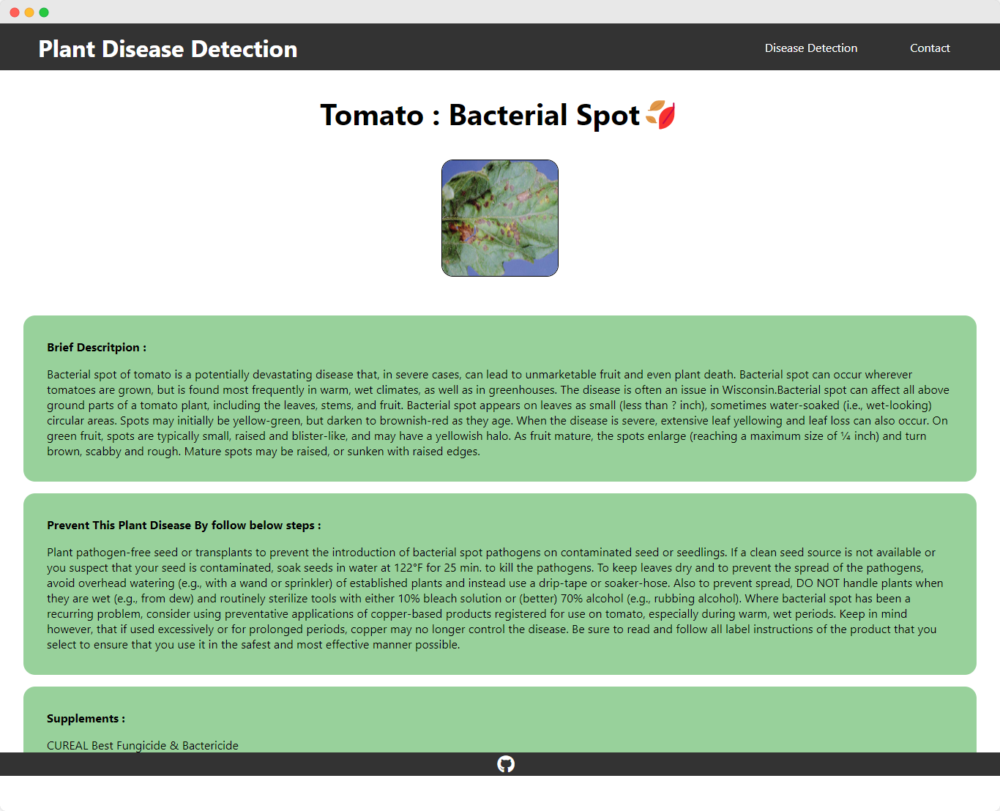 Plant Disease Detection
Disease Detection
Contact
Tomato : Bacterial Spot🍂
Brief Descritpion :
Bacterial spot of tomato is a potentially devastating disease that, in severe cases, can lead to unmarketable fruit and even plant death. Bacterial spot can occur wherever
tomatoes are grown, but is found most frequently in warm, wet climates, as well as in greenhouses. The disease is often an issue in Wisconsin.Bacterial spot can affect all above
ground parts of a tomato plant, including the leaves, stems, and fruit. Bacterial spot appears on leaves as small (less than ? inch), sometimes water-soaked (i.e., wet-looking)
circular areas. Spots may initially be yellow-green, but darken to brownish-red as they age. When the disease is severe, extensive leaf yellowing and leaf loss can also occur. On
green fruit, spots are typically small, raised and blister-like, and may have a yellowish halo. As fruit mature, the spots enlarge (reaching a maximum size of ¼ inch) and turn
brown, scabby and rough. Mature spots may be raised, or sunken with raised edges.
Prevent This Plant Disease By follow below steps :
Plant pathogen-free seed or transplants to prevent the introduction of bacterial spot pathogens on contaminated seed or seedlings. If a clean seed source is not available or
you suspect that your seed is contaminated, soak seeds in water at 122°F for 25 min. to kill the pathogens. To keep leaves dry and to prevent the spread of the pathogens,
avoid overhead watering (e.g., with a wand or sprinkler) of established plants and instead use a drip-tape or soaker-hose. Also to prevent spread, DO NOT handle plants when
they are wet (e.g., from dew) and routinely sterilize tools with either 10% bleach solution or (better) 70% alcohol (e.g., rubbing alcohol). Where bacterial spot has been a
recurring problem, consider using preventative applications of copper-based products registered for use on tomato, especially during warm, wet periods. Keep in mind
however, that if used excessively or for prolonged periods, copper may no longer control the disease. Be sure to read and follow all label instructions of the product that you
select to ensure that you use it in the safest and most effective manner possible.
Supplements :
CUREAL Best Fungicide & Bactericide